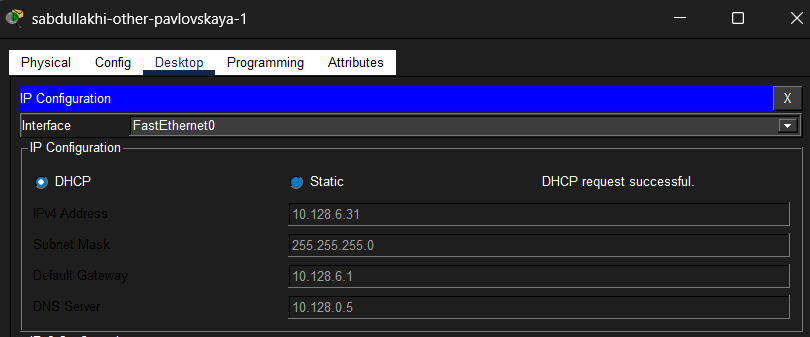 sabdullakhi-other-pavlovskaya-1
Physical Config Desktop Programming Attributes
IP Configuration X
Interface FastEthernet0
IP Configuration
DHCP Static DHCP request successful.
IPv4 Address 10.128.6.31
Subnet Mask 255.255.255.0
Default Gateway 10.128.6.1
DNS Server 10.128.0.5